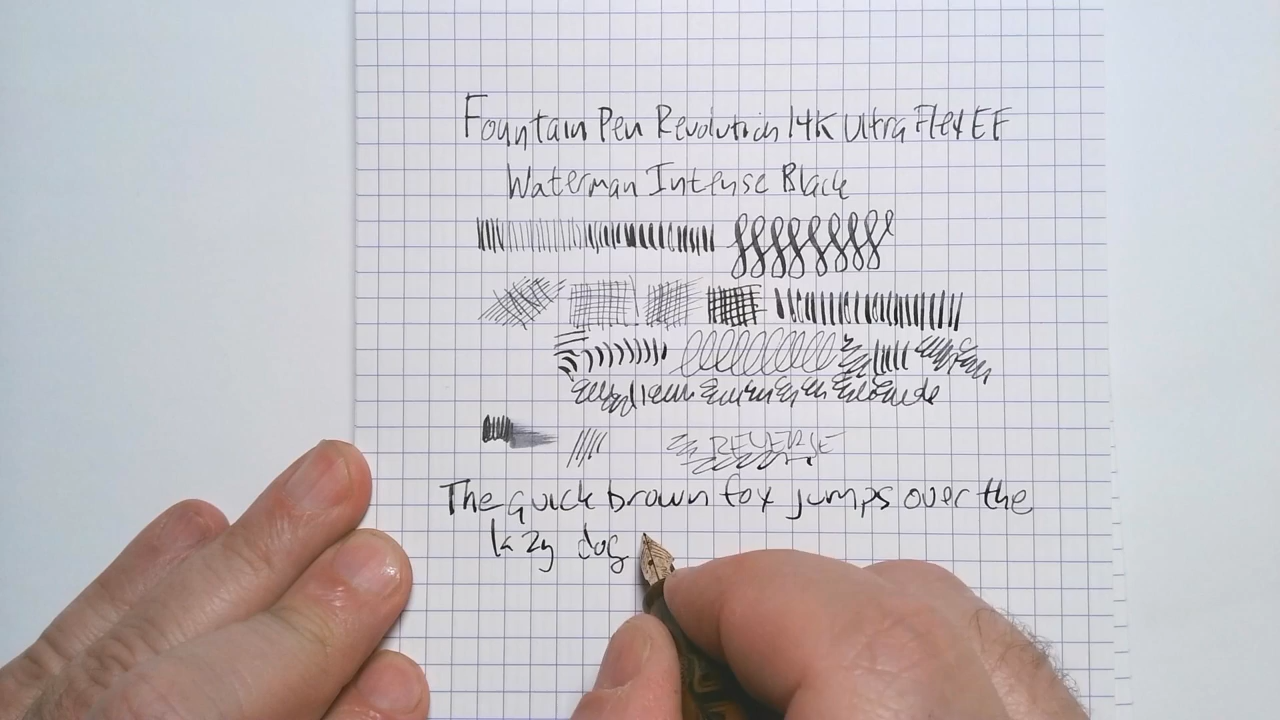 Fountain Pen Revolution 14K Ultra Flex EF
Waterman Intense Black
REVERSE
The quick brown fox jumps over the
lazy dog